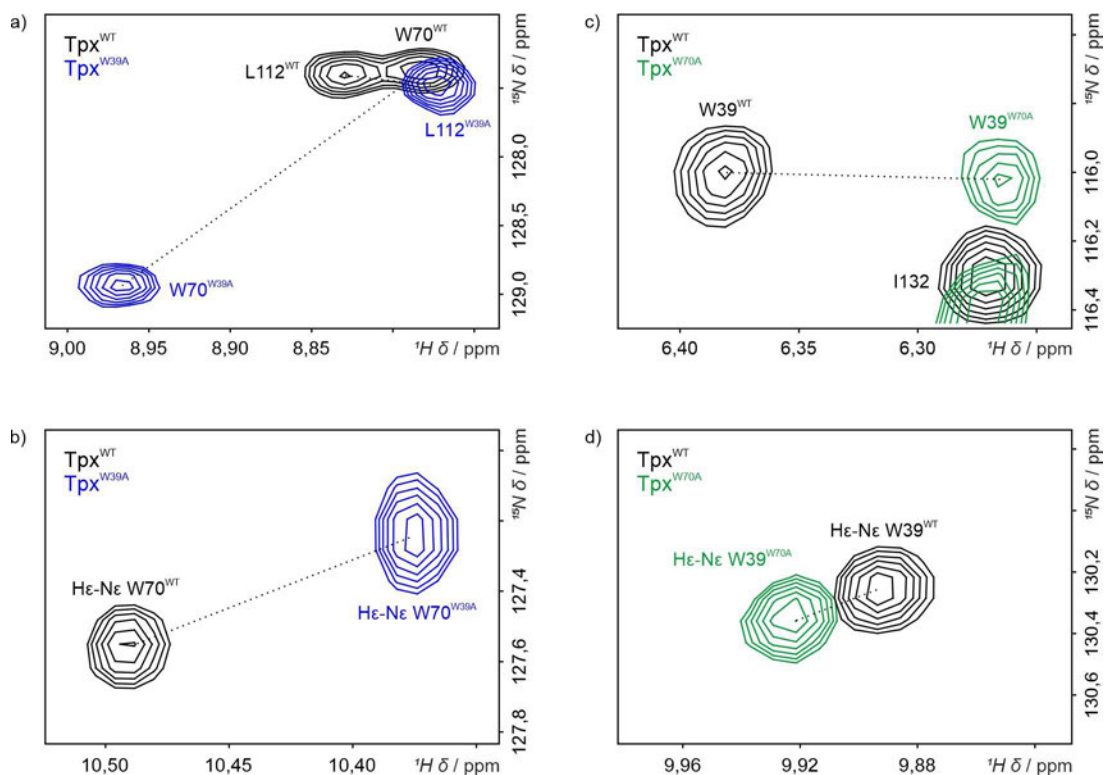 a)
Tpx^WT
Tpx^W39A
W70^WT
L112^WT
L112^W39A
W70^W39A
128,0
128,5
129,0
¹⁵N δ / ppm
9,00 8,95 8,90 8,85 ¹H δ / ppm
c)
Tpx^WT
Tpx^W70A
W39^WT
W39^W70A
I132
116,0
116,2
116,4
¹⁵N δ / ppm
6,40 6,35 6,30 ¹H δ / ppm
b)
Tpx^WT
Tpx^W39A
Hε-Nε W70^WT
Hε-Nε W70^W39A
127,4
127,6
127,8
¹⁵N δ / ppm
10,50 10,45 10,40 ¹H δ / ppm
d)
Tpx^WT
Tpx^W70A
Hε-Nε W39^WT
Hε-Nε W39^W70A
130,2
130,4
130,6
¹⁵N δ / ppm
9,96 9,92 9,88 ¹H δ / ppm